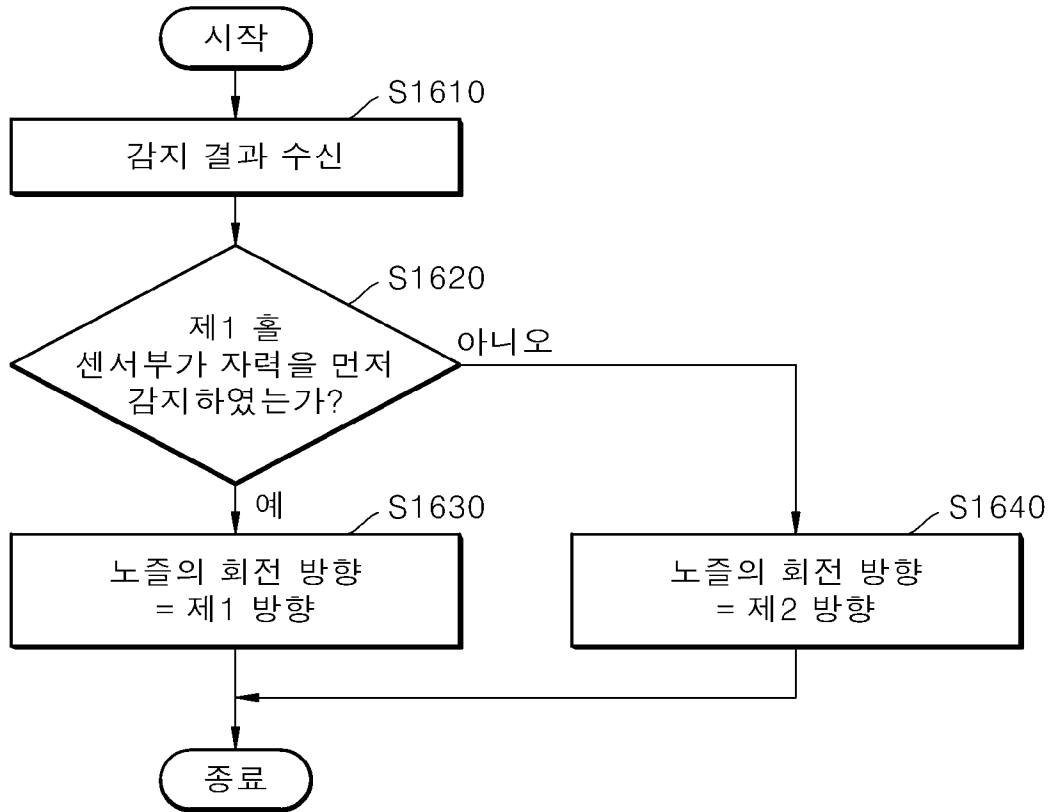 시작
S1610
감지 결과 수신
S1620
제1 홀
센서부가 자력을 먼저
감지하였는가?
아니오
예
S1630
노즐의 회전 방향
= 제1 방향
S1640
노즐의 회전 방향
= 제2 방향
종료